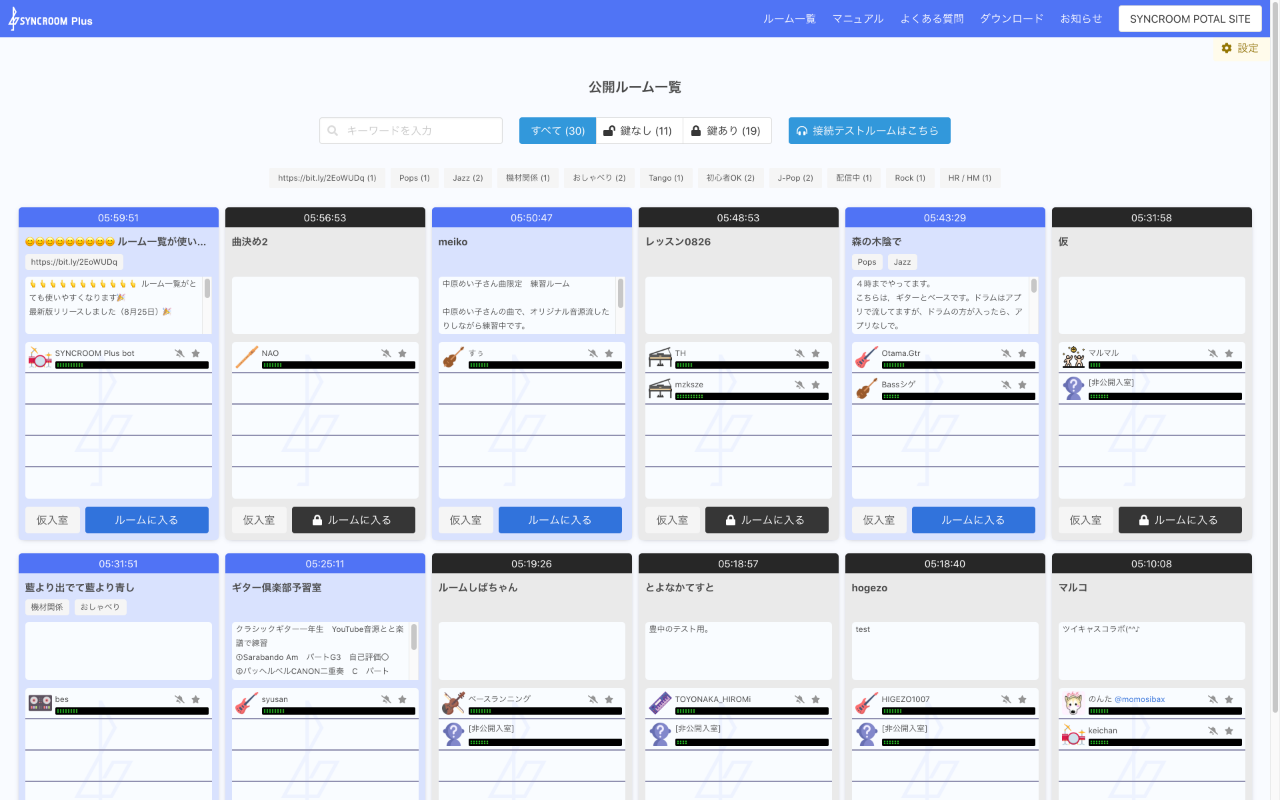 SYNCROOM Plus
ルーム一覧 マニュアル よくある質問 ダウンロード お知らせ SYNCROOM POTAL SITE
設定
公開ルーム一覧
キーワードを入力 すべて (30) 鍵なし (11) 鍵あり (19) 接続テストルームはこちら
https://bit.ly/2EoWUDq (1) Pops (1) Jazz (2) 機材関係 (1) おしゃべり (2) Tango (1) 初心者OK (2) J-Pop (2) 配信中 (1) Rock (1) HR / HM (1)
05:59:51
😊😊😊😊😊😊😊😊😊 ルーム一覧が使い...
https://bit.ly/2EoWUDq
👆👆👆👆👆👆👆👆👆👆👆 ルーム一覧がと
ても使いやすくなります🎉
最新版リリースしました（8月25日）🎉
SYNCROOM Plus bot
仮入室 ルームに入る
05:56:53
曲決め2
NAO
仮入室 ルームに入る
05:50:47
meiko
中原めい子さん曲限定　練習ルーム
中原めい子さんの曲で、オリジナル音源流した
りしながら練習中です。
すぅ
仮入室 ルームに入る
05:48:53
レッスン0826
TH
mzksze
仮入室 ルームに入る
05:43:29
森の木陰で
Pops Jazz
４時までやってます。
こちらは、ギターとベースです。ドラムはアプ
リで流してますが、ドラムの方が入ったら、ア
プリなしで。
Otama.Gtr
Bassシゲ
仮入室 ルームに入る
05:31:58
仮
マルマル
[非公開入室]
仮入室 ルームに入る
05:31:51
藍より出でて藍より青し
機材関係 おしゃべり
bes
05:25:11
ギター倶楽部予習室
クラシックギター一年生　YouTube音源とと楽
譜で練習
①Sarabando Am　パートG3　自己評価〇
②パッヘルベルCANON二重奏　C　パート
syusan
05:19:26
ルームしばちゃん
ベースランニング
[非公開入室]
05:18:57
とよなかてすと
豊中のテスト用。
TOYONAKA_HIROMi
[非公開入室]
05:18:40
hogezo
test
HIGEZO1007
[非公開入室]
05:10:08
マルコ
ツイキャスコラボ(^^♪
のんた @momosibax
keichan